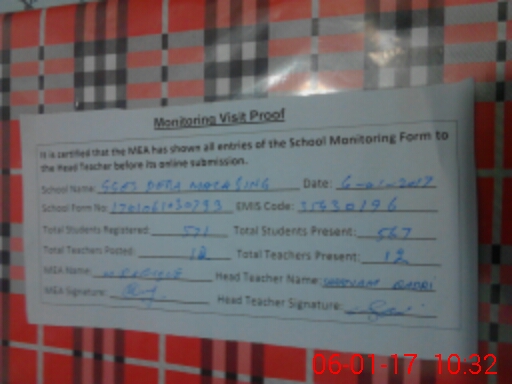 Monitoring Visit Proof
It is certified that the MEA has shown all entries of the School Monitoring Form to
the Head Teacher before its online submission.
School Name: Date: 6-01-2017
School Form No: EMIS Code: 35630196
Total Students Registered: 571 Total Students Present: 567
Total Teachers Posted: 12 Total Teachers Present: 12
MEA Name: Head Teacher Name:
MEA Signature: Head Teacher Signature:
06-01-17 10:32